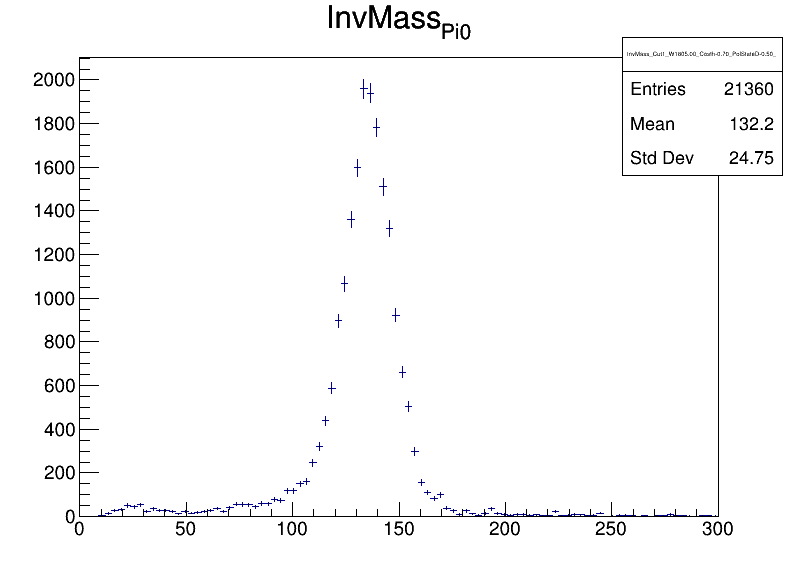 InvMass_Pi0
InvMass_Cut1_W1605.00_Costh-0.70_PolStateD-0.50_
Entries 21360
Mean 132.2
Std Dev 24.75
2000
1800
1600
1400
1200
1000
800
600
400
200
0
0 50 100 150 200 250 300